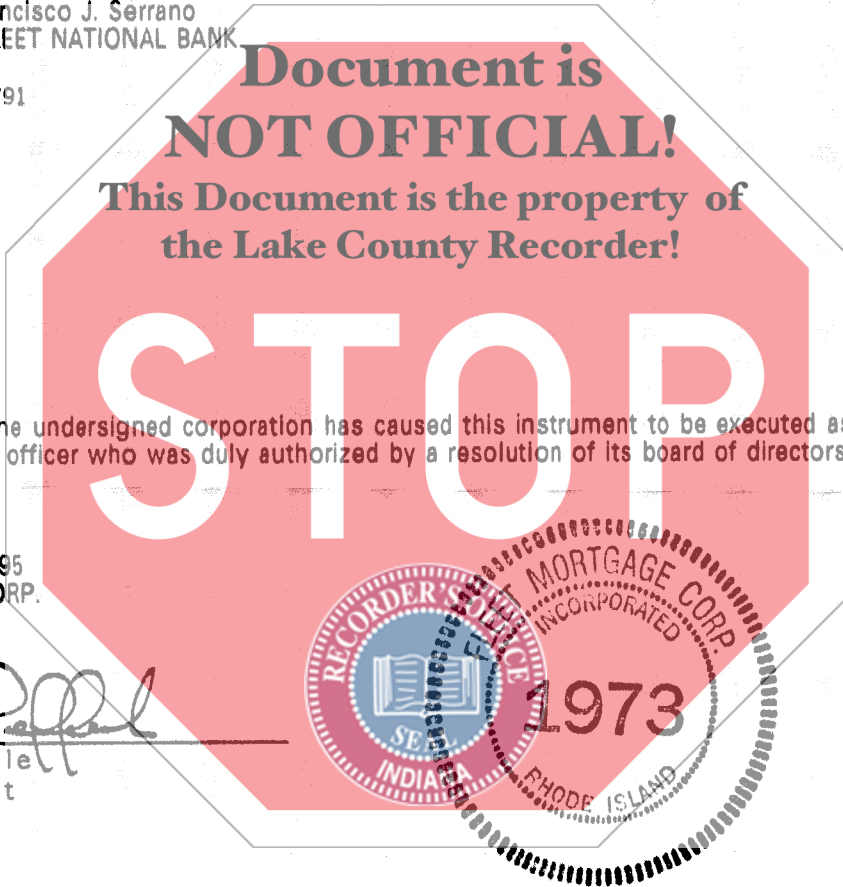 ncisco J. Serrano
EET NATIONAL BANK
Document is
'91
NOT OFFICIAL!
This Document is the property of
the Lake County Recorder!
STOP
ne undersigned corporation has caused this instrument to be executed as
officer who was duly authorized by a resolution of its board of directors
95
ORP.
RECORDER'S OFFICE
SEAL
INDIANA
FLEET MORTGAGE CORP.
INCORPORATED
1973
RHODE ISLAND
le
t